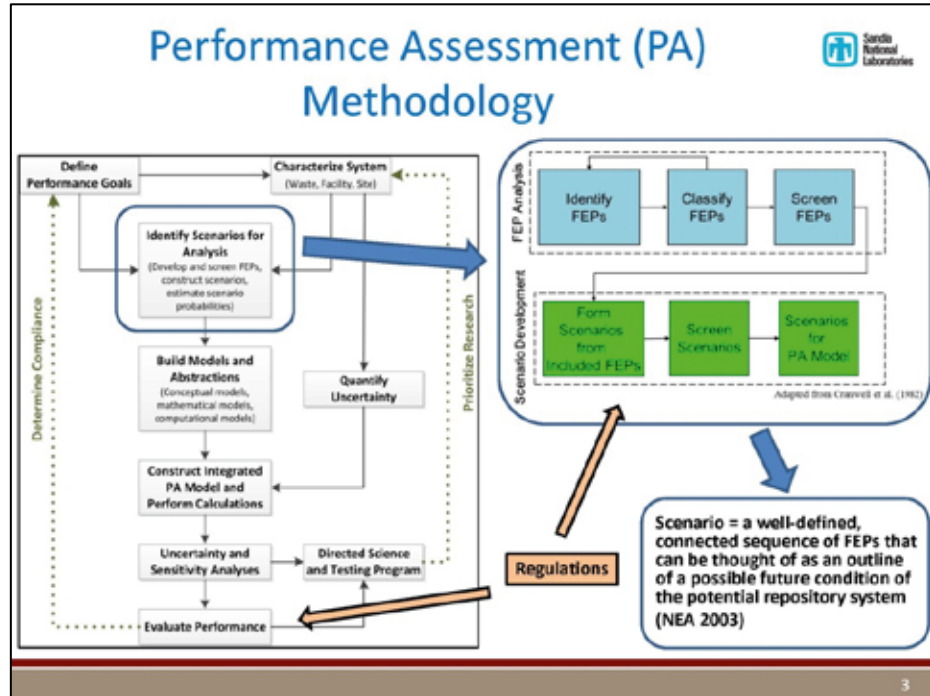 Performance Assessment (PA)
Methodology
Sandia
National
Laboratories
Define
Performance Goals
Characterize System
(Waste, Facility, Site)
Identify Scenarios for
Analysis
(Develop and screen FEPs,
construct scenarios,
estimate scenario
probabilities)
Build Models and
Abstractions
(Conceptual models,
mathematical models,
computational models)
Quantify
Uncertainty
Construct Integrated
PA Model and
Perform Calculations
Uncertainty and
Sensitivity Analyses
Directed Science
and Testing Program
Evaluate Performance
Determine Compliance
Prioritize Research
FEP Analysis
Identify
FEPs
Classify
FEPs
Screen
FEPs
Scenario Development
Form
Scenarios
from
Included FEPs
Screen
Scenarios
Scenarios
for
PA Model
Adapted from Cranwell et al. (1982)
Regulations
Scenario = a well-defined,
connected sequence of FEPs that
can be thought of as an outline
of a possible future condition of
the potential repository system
(NEA 2003)
3